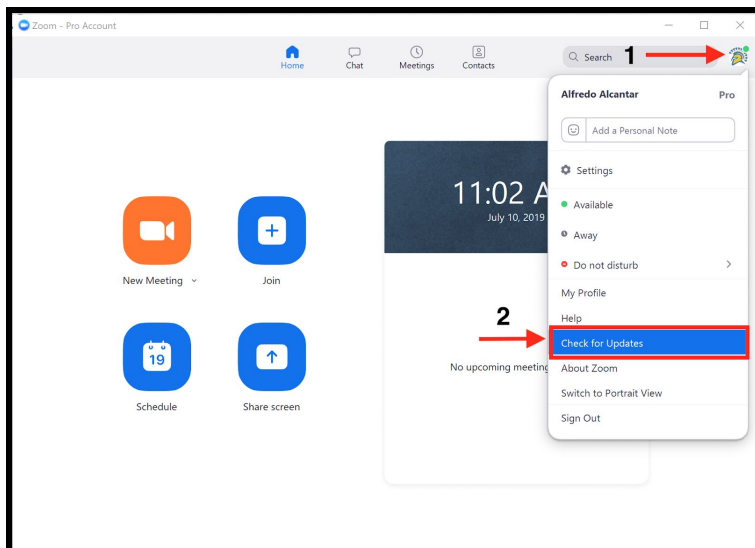 Zoom - Pro Account
Home
Chat
Meetings
Contacts
Search
1
Alfredo Alcantar Pro
Add a Personal Note
Settings
Available
Away
Do not disturb
My Profile
Help
2
Check for Updates
About Zoom
Switch to Portrait View
Sign Out
11:02 A
July 10, 2019
No upcoming meeting
New Meeting
Join
19
Schedule
Share screen